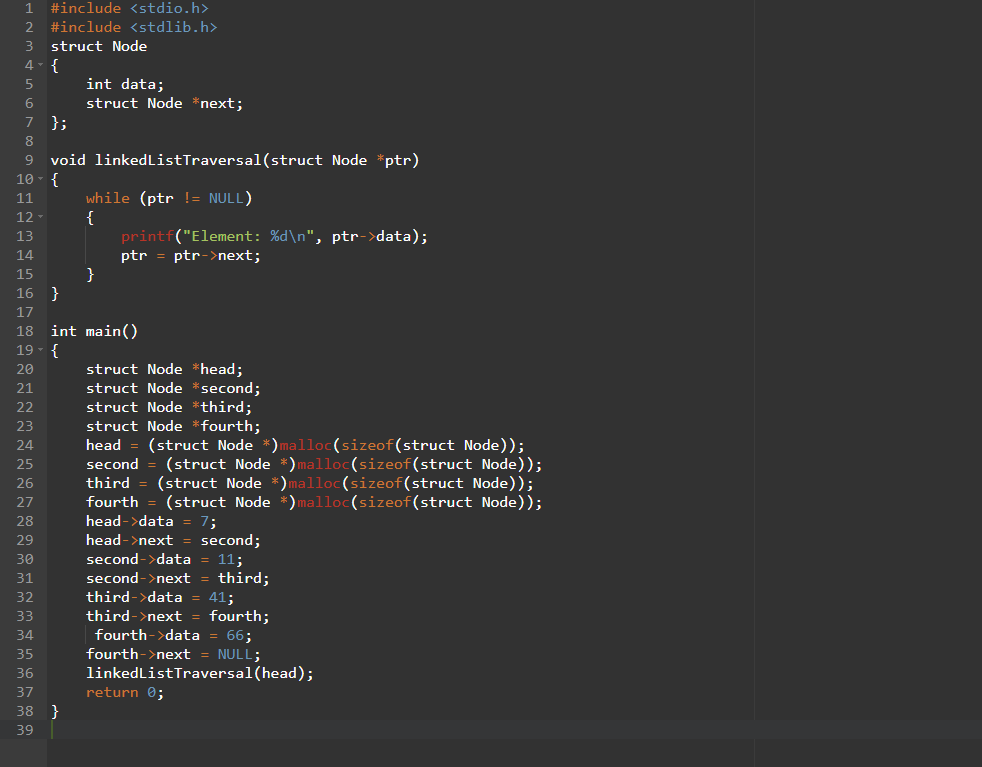 1 #include <stdio.h>
2 #include <stdlib.h>
3 struct Node
4 {
5     int data;
6     struct Node *next;
7 };
8
9 void linkedListTraversal(struct Node *ptr)
10 {
11     while (ptr != NULL)
12     {
13         printf("Element: %d\n", ptr->data);
14         ptr = ptr->next;
15     }
16 }
17
18 int main()
19 {
20     struct Node *head;
21     struct Node *second;
22     struct Node *third;
23     struct Node *fourth;
24     head = (struct Node *)malloc(sizeof(struct Node));
25     second = (struct Node *)malloc(sizeof(struct Node));
26     third = (struct Node *)malloc(sizeof(struct Node));
27     fourth = (struct Node *)malloc(sizeof(struct Node));
28     head->data = 7;
29     head->next = second;
30     second->data = 11;
31     second->next = third;
32     third->data = 41;
33     third->next = fourth;
34      fourth->data = 66;
35     fourth->next = NULL;
36     linkedListTraversal(head);
37     return 0;
38 }
39